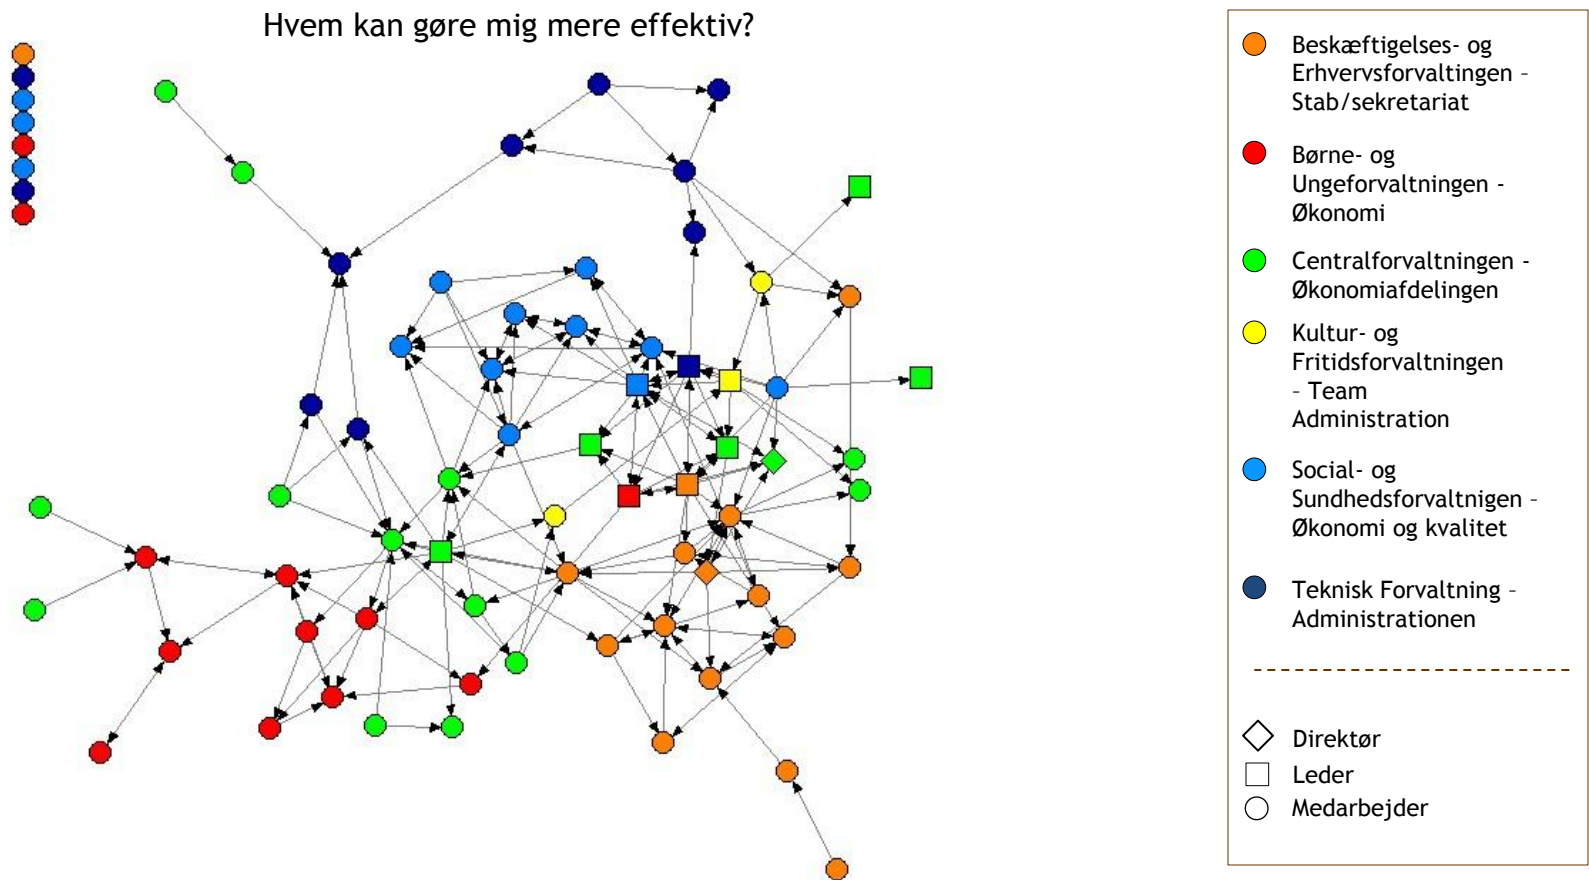 Hvem kan gøre mig mere effektiv?
Beskæftigelses- og
Erhvervsforvaltingen –
Stab/sekretariat
Børne- og
Ungeforvaltningen -
Økonomi
Centralforvaltningen -
Økonomiafdelingen
Kultur- og
Fritidsforvaltningen
- Team
Administration
Social- og
Sundhedsforvaltnigen –
Økonomi og kvalitet
Teknisk Forvaltning –
Administrationen
Direktør
Leder
Medarbejder